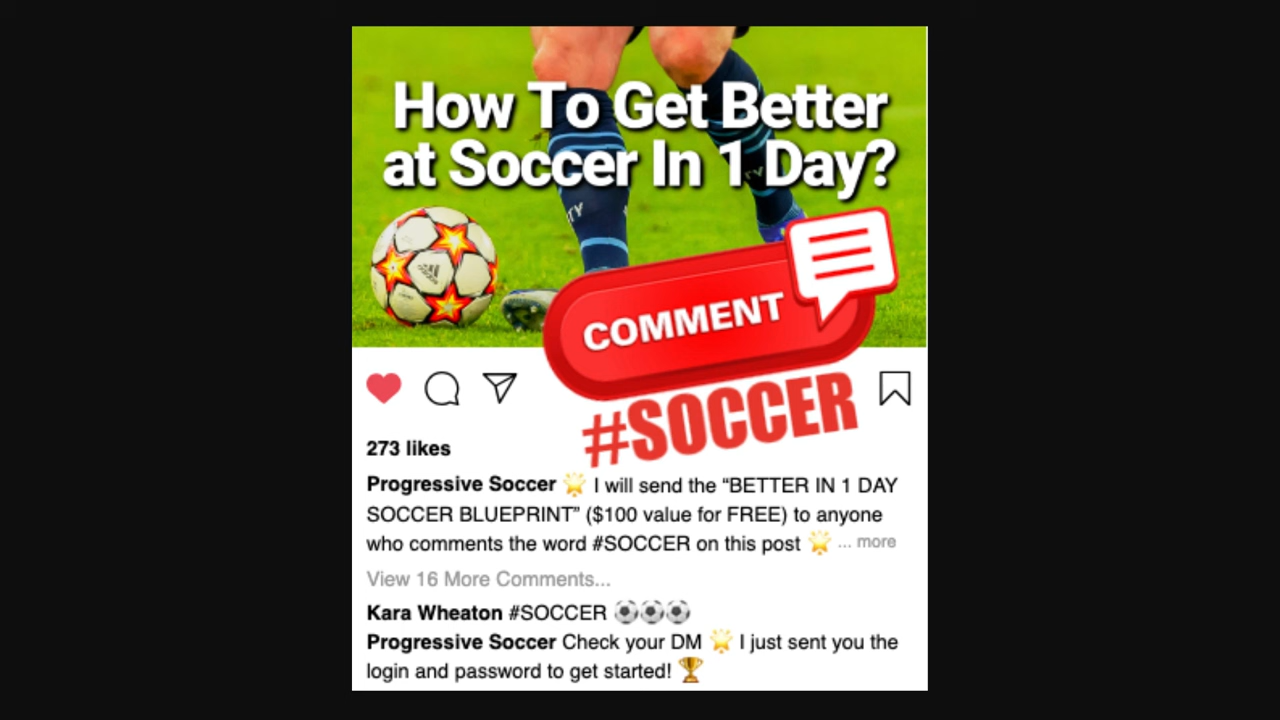 How To Get Better
at Soccer In 1 Day?
TY
TY
adidas
COMMENT
#SOCCER
273 likes
Progressive Soccer 🌟 I will send the “BETTER IN 1 DAY
SOCCER BLUEPRINT” ($100 value for FREE) to anyone
who comments the word #SOCCER on this post 🌟 ... more
View 16 More Comments...
Kara Wheaton #SOCCER ⚽⚽⚽
Progressive Soccer Check your DM 🌟 I just sent you the
login and password to get started! 🏆